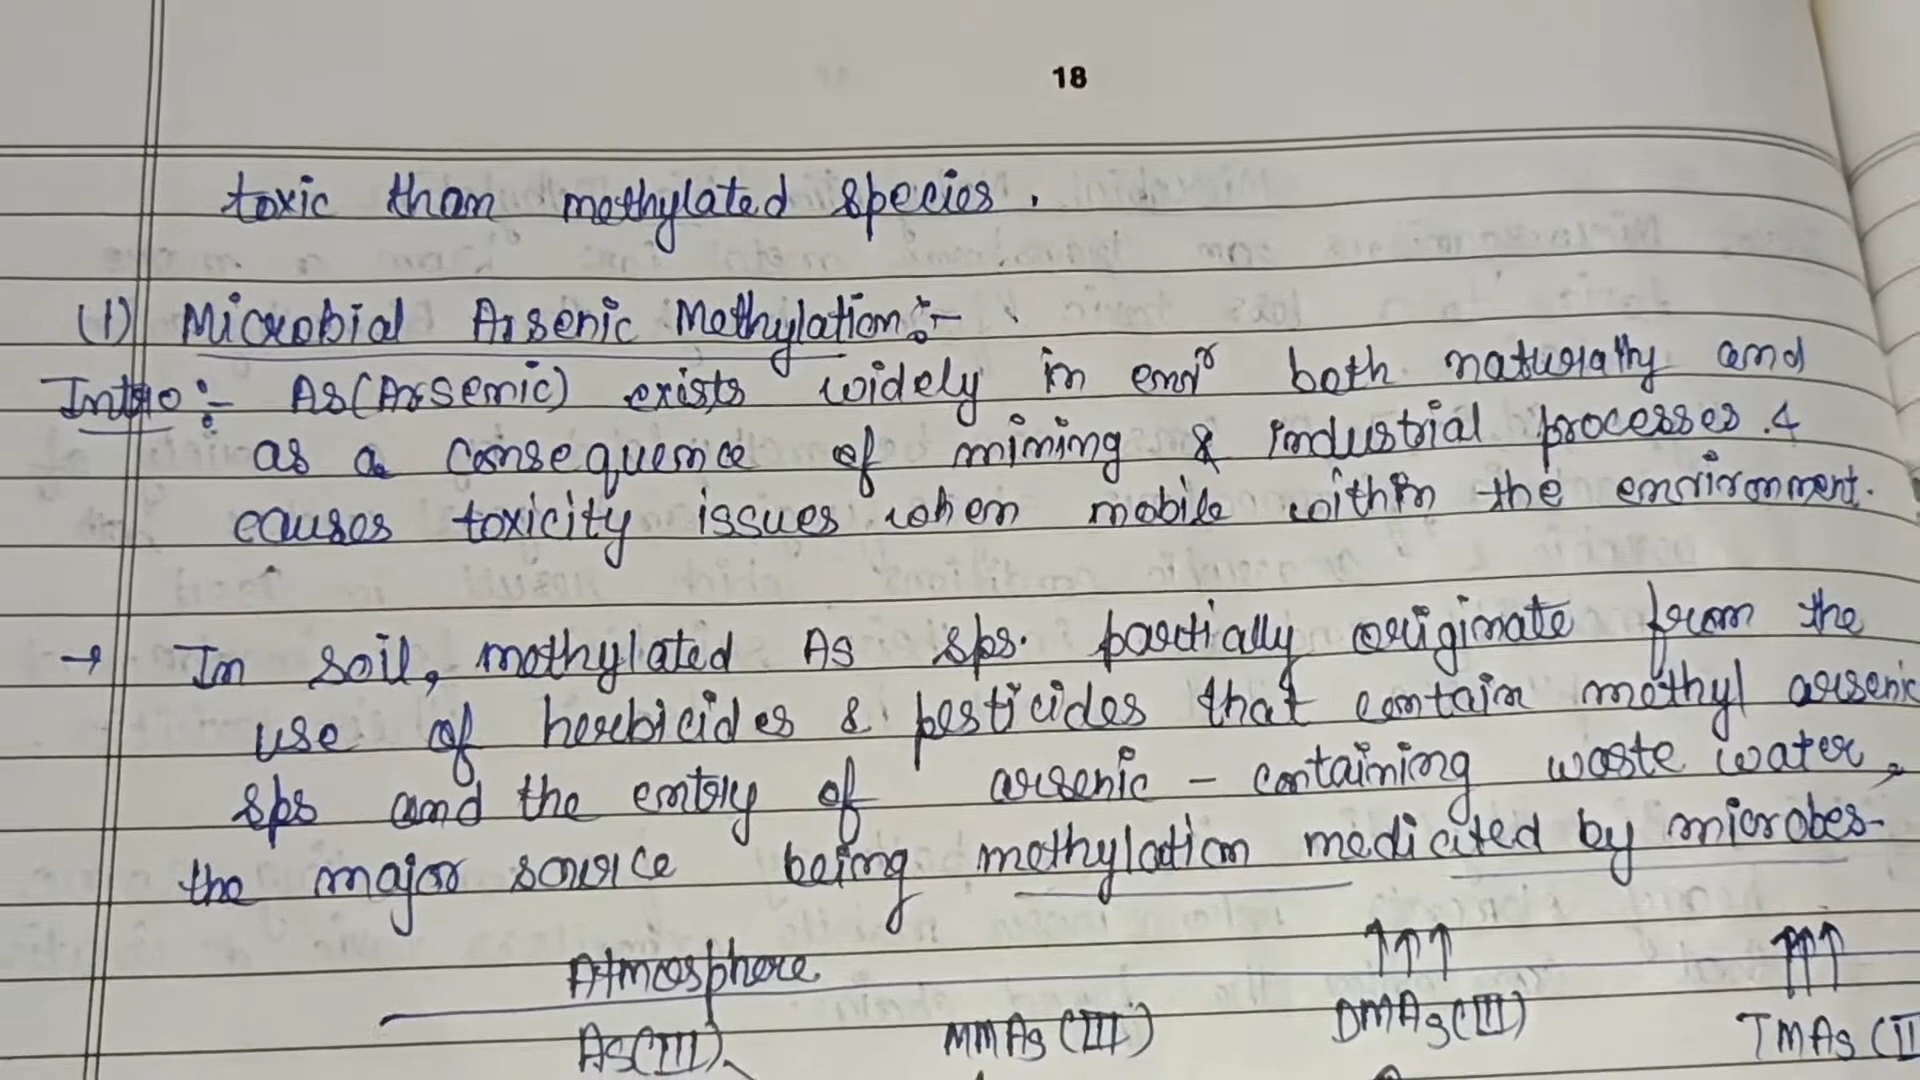 18
toxic than methylated species.
(1) Microbial Arsenic Methylation:-
Intro:- As(Arsenic) exists widely in envr both naturally and
as a consequence of mining & industrial processes. &
causes toxicity issues when mobile within the environment.
→ In soil, methylated As sps. partially originate from the
use of herbicides & pesticides that contain methyl arsenic
sps and the entry of arsenic - containing waste water,
the major source being methylation medicited by microbes-
Atmosphere ↑↑↑ ↑↑↑
As(III) MMAs (III) DMAs(III) TMAs (II